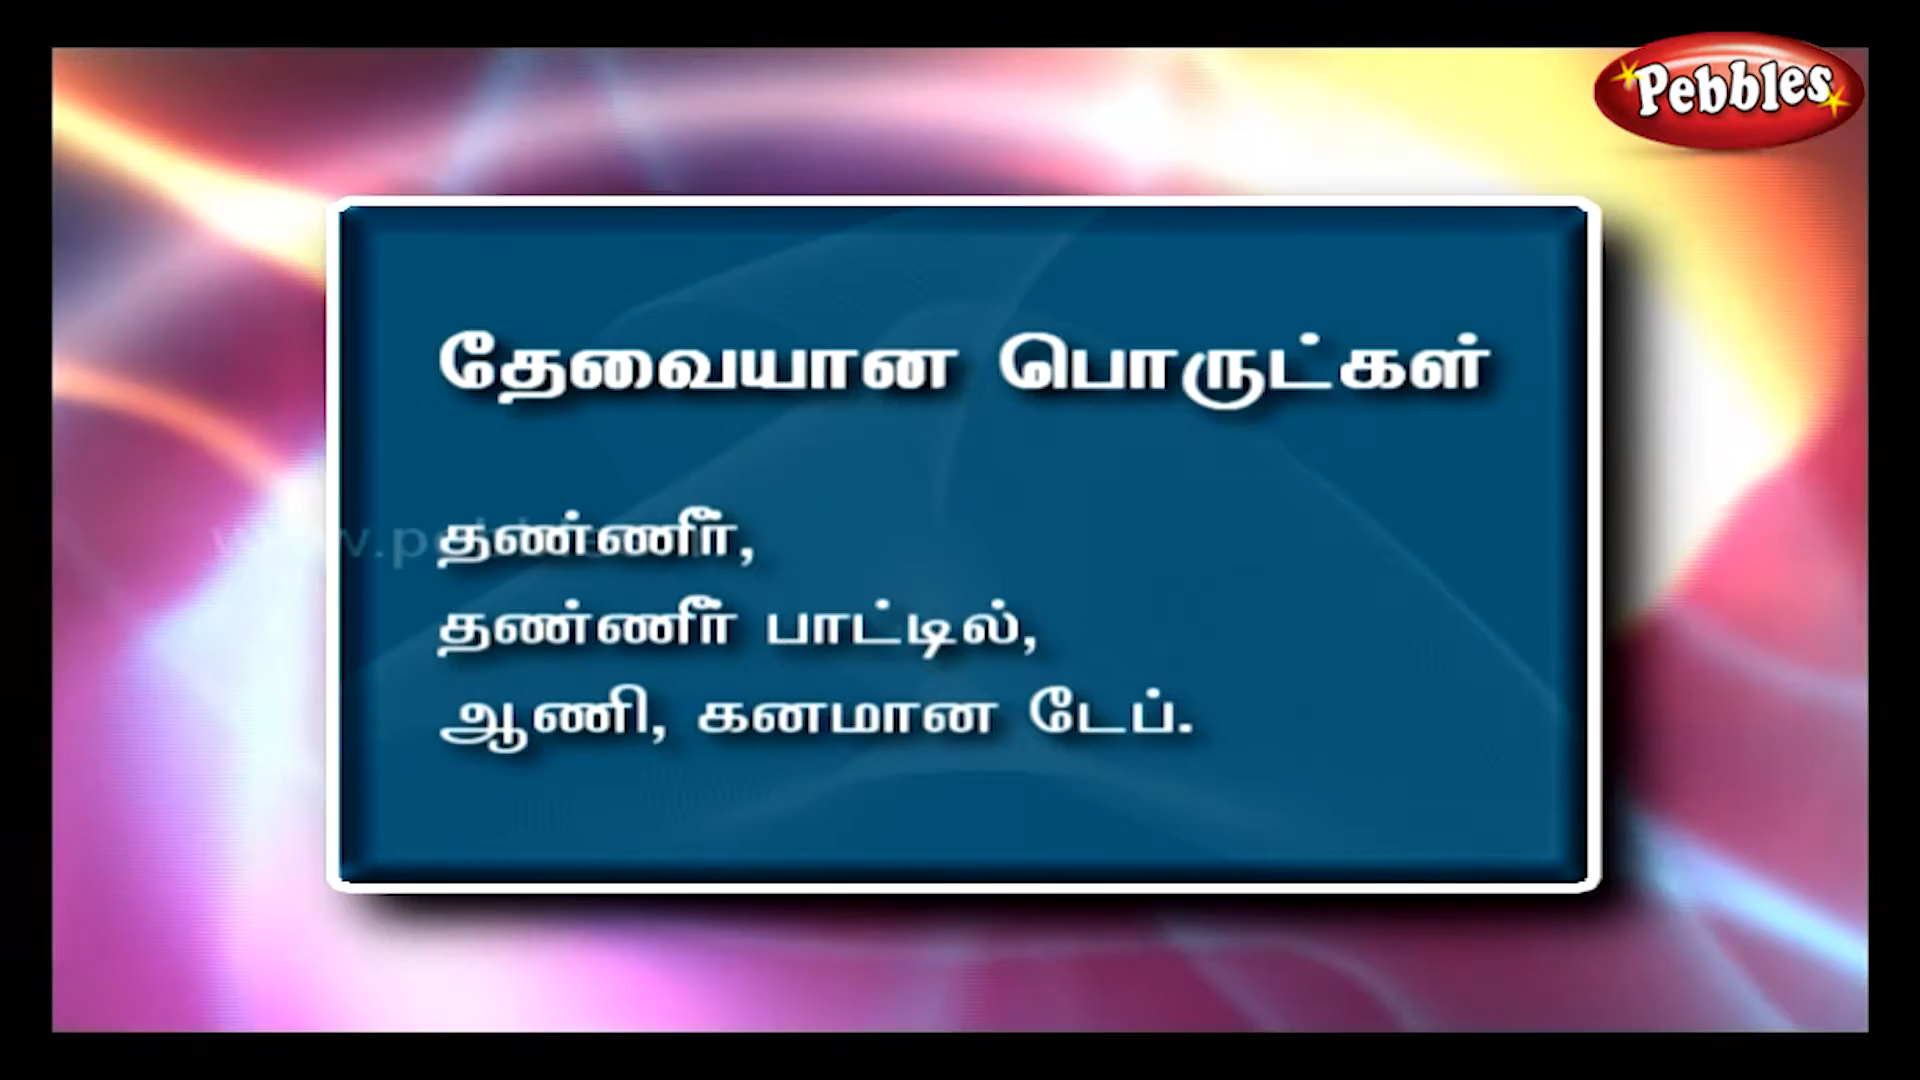 Pebbles
தேவையான பொருட்கள்
தண்ணீர்,
தண்ணீர் பாட்டில்,
ஆணி, கனமான டேப்.